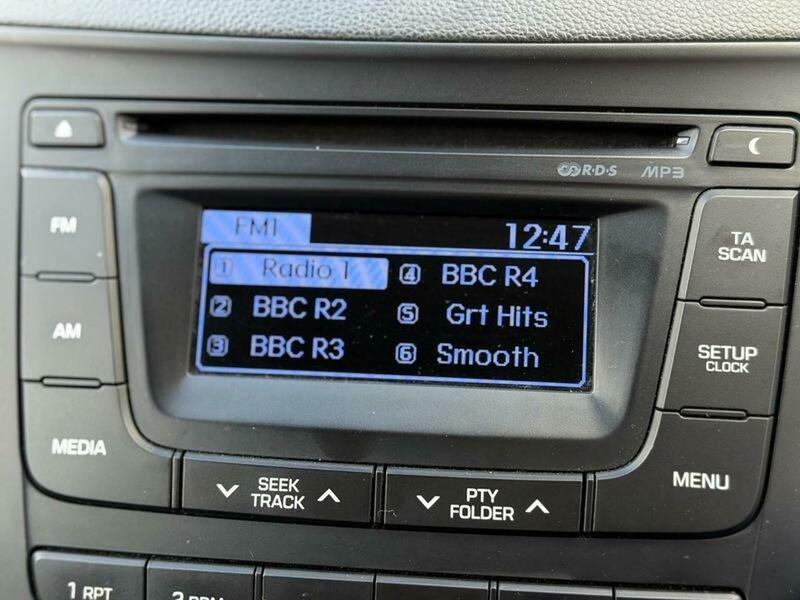 R·D·S MP3
FM
AM
MEDIA
FM1 12:47
1 Radio 1
2 BBC R2
3 BBC R3
4 BBC R4
5 Grt Hits
6 Smooth
TA
SCAN
SETUP
CLOCK
MENU
SEEK
TRACK
PTY
FOLDER
1 RPT